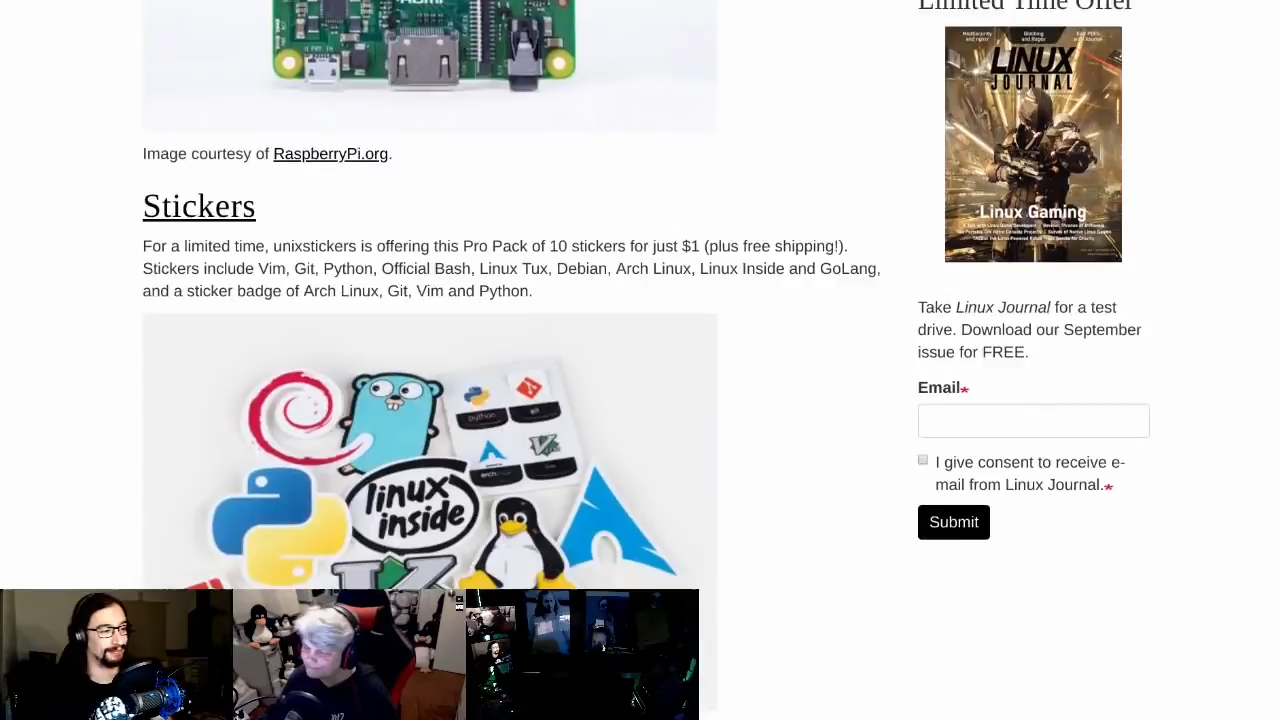 HDMI
Image courtesy of RaspberryPi.org.
Stickers
For a limited time, unixstickers is offering this Pro Pack of 10 stickers for just $1 (plus free shipping!).
Stickers include Vim, Git, Python, Official Bash, Linux Tux, Debian, Arch Linux, Linux Inside and GoLang,
and a sticker badge of Arch Linux, Git, Vim and Python.
python
git
linux
inside
Limited Time Offer
LINUX
JOURNAL
Linux Gaming
Take Linux Journal for a test
drive. Download our September
issue for FREE.
Email*
I give consent to receive e-
mail from Linux Journal.*
Submit